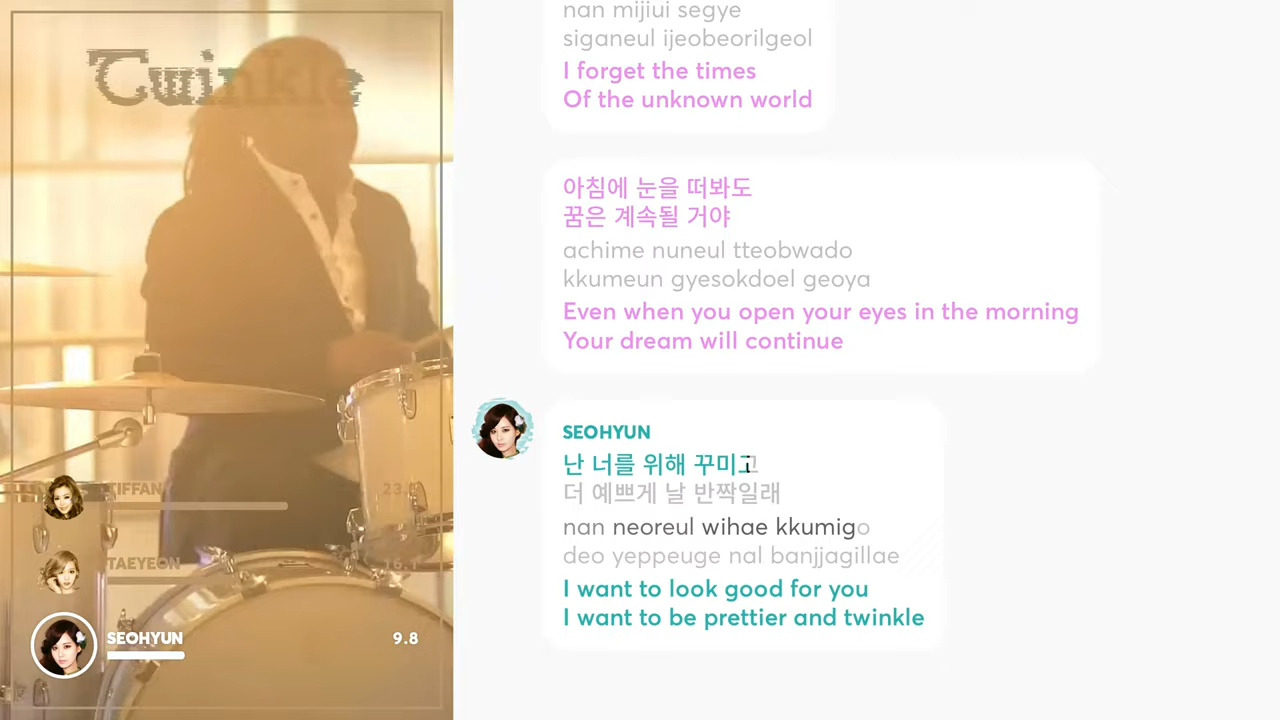 Twinkle
TIFFANY
TAEYEON
16.1
SEOHYUN
9.8
nan mijiui segye
siganeul ijeobeorilgeol
I forget the times
Of the unknown world
아침에 눈을 떠봐도
꿈은 계속될 거야
achime nuneul tteobwado
kkumeun gyesokdoel geoya
Even when you open your eyes in the morning
Your dream will continue
SEOHYUN
난 너를 위해 꾸미고
더 예쁘게 날 반짝일래
nan neoreul wihae kkumigo
deo yeppeuge nal banjjagillae
I want to look good for you
I want to be prettier and twinkle